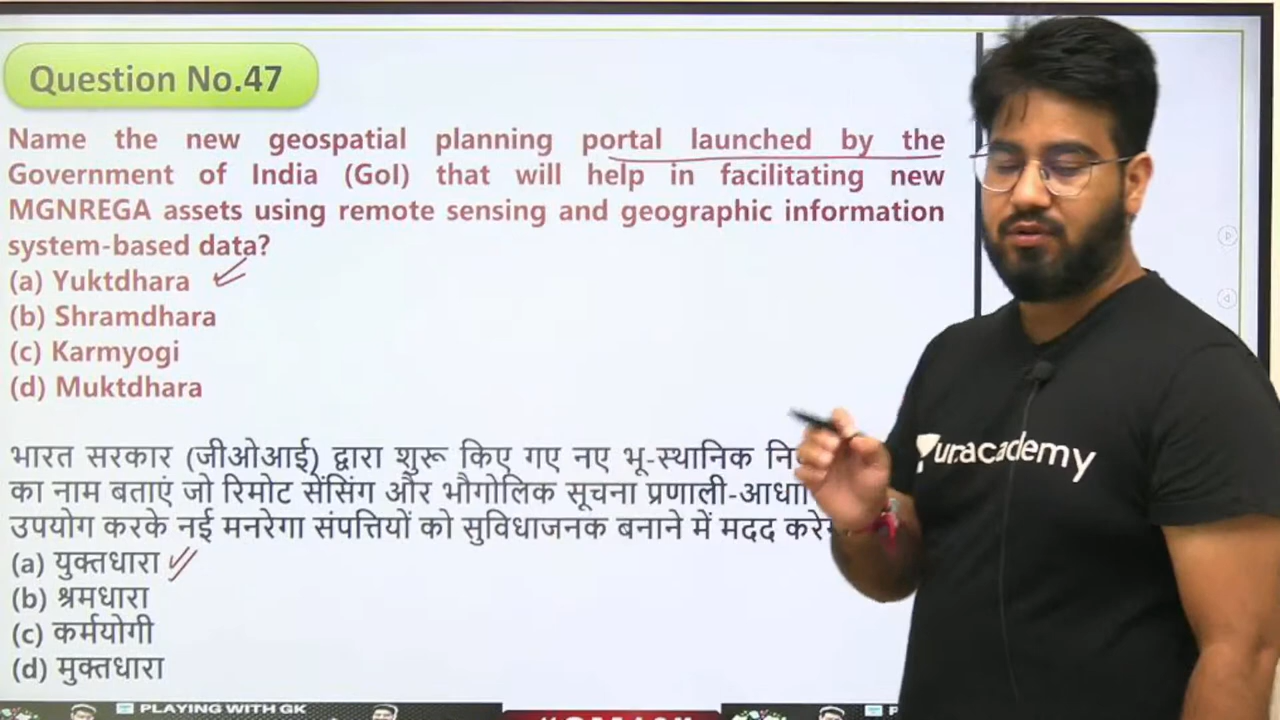 Question No.47
Name the new geospatial planning portal launched by the
Government of India (GoI) that will help in facilitating new
MGNREGA assets using remote sensing and geographic information
system-based data?
(a) Yuktdhara
(b) Shramdhara
(c) Karmyogi
(d) Muktdhara
भारत सरकार (जीओआई) द्वारा शुरू किए गए नए भू-स्थानिक
का नाम बताएं जो रिमोट सेंसिंग और भौगोलिक सूचना प्रणाली
उपयोग करके नई मनरेगा संपत्तियों को सुविधाजनक बनाने में मदद
(a) युक्तधारा
(b) श्रमधारा
(c) कर्मयोगी
(d) मुक्तधारा
unacademy
PLAYING WITH GK